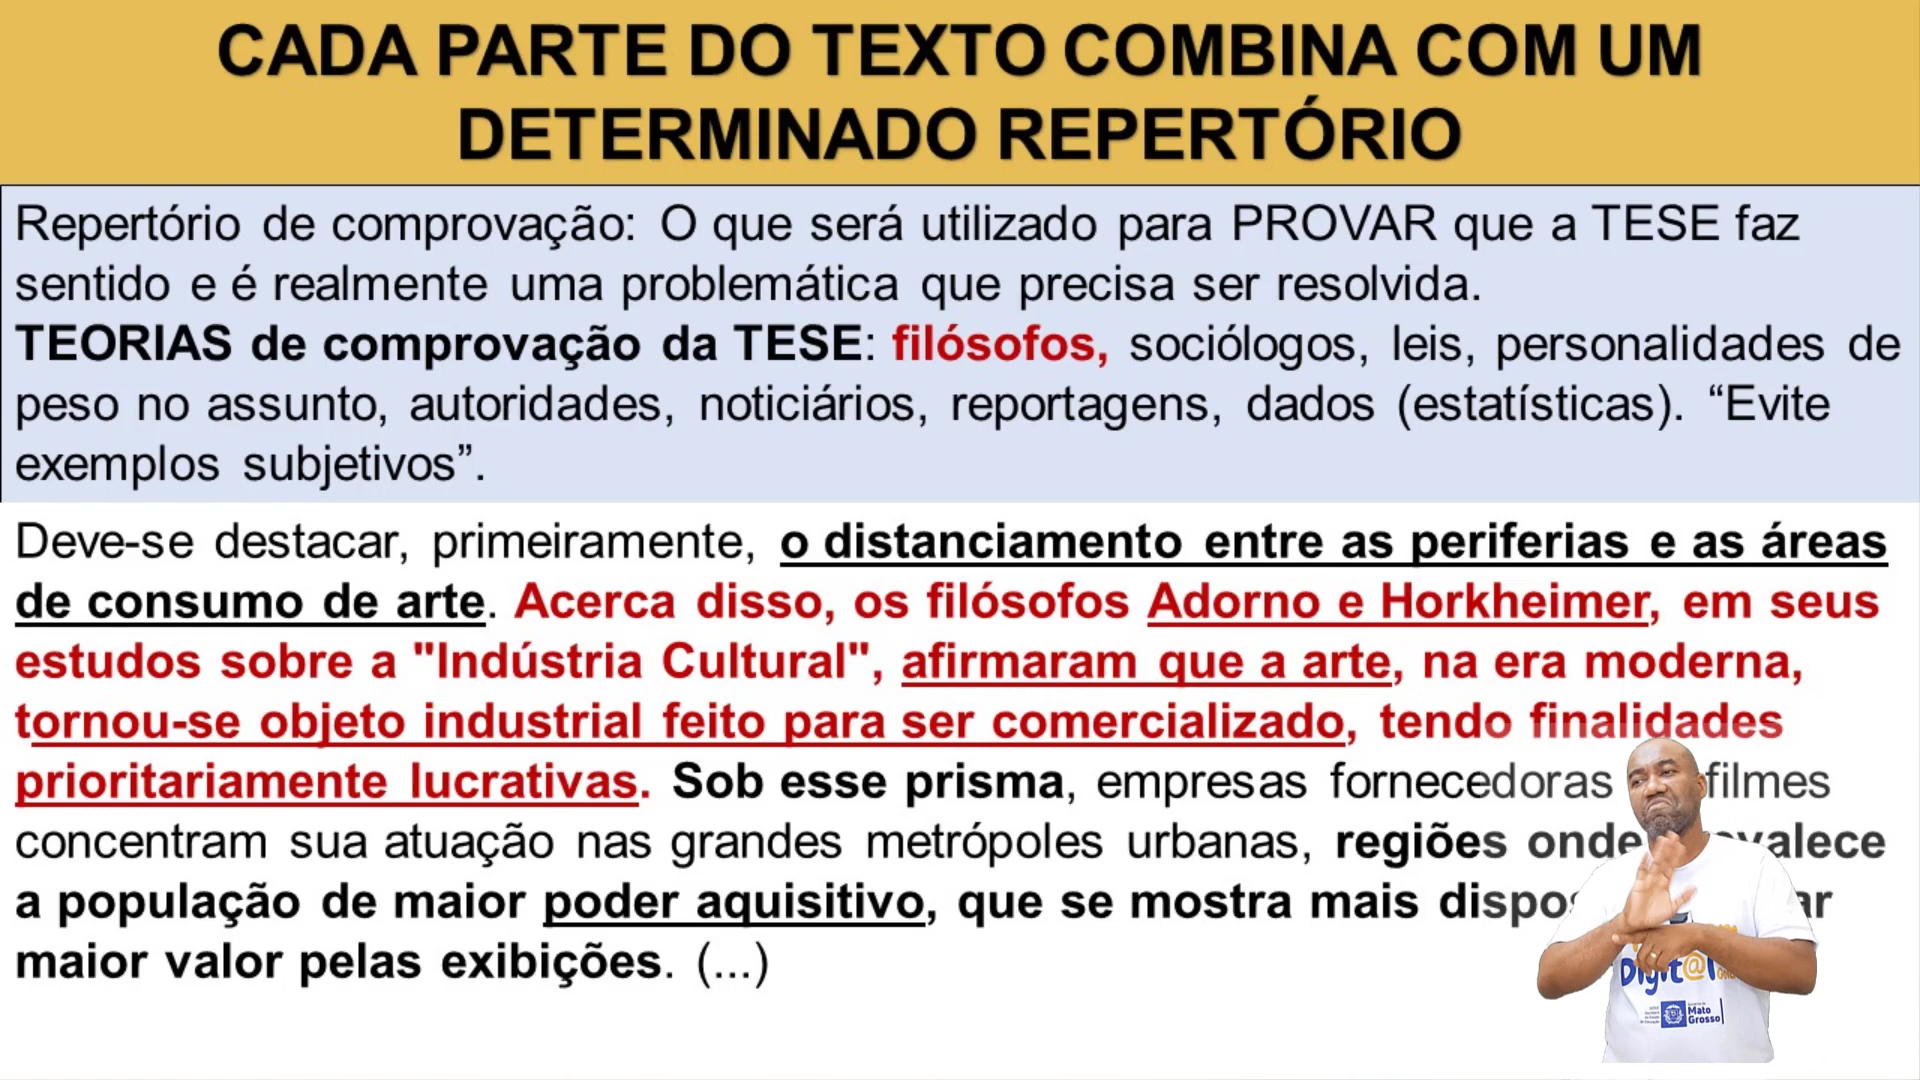 CADA PARTE DO TEXTO COMBINA COM UM
DETERMINADO REPERTÓRIO
Repertório de comprovação: O que será utilizado para PROVAR que a TESE faz
sentido e é realmente uma problemática que precisa ser resolvida.
TEORIAS de comprovação da TESE: filósofos, sociólogos, leis, personalidades de
peso no assunto, autoridades, noticiários, reportagens, dados (estatísticas). “Evite
exemplos subjetivos”.
Deve-se destacar, primeiramente, o distanciamento entre as periferias e as áreas
de consumo de arte. Acerca disso, os filósofos Adorno e Horkheimer, em seus
estudos sobre a "Indústria Cultural", afirmaram que a arte, na era moderna,
tornou-se objeto industrial feito para ser comercializado, tendo finalidades
prioritariamente lucrativas. Sob esse prisma, empresas fornecedoras filmes
concentram sua atuação nas grandes metrópoles urbanas, regiões onde
a população de maior poder aquisitivo, que se mostra mais
maior valor pelas exibições. (...)
Digit@l
Mato
Grosso